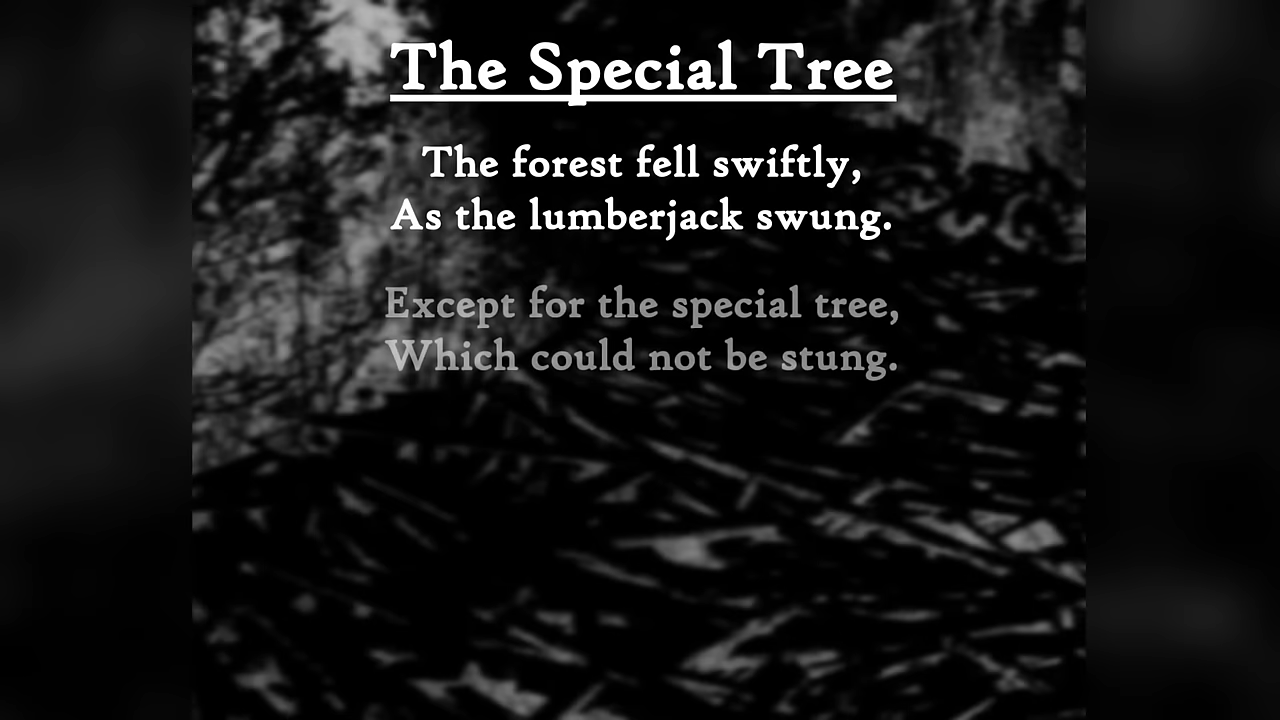 The Special Tree
The forest fell swiftly,
As the lumberjack swung.
Except for the special tree,
Which could not be stung.